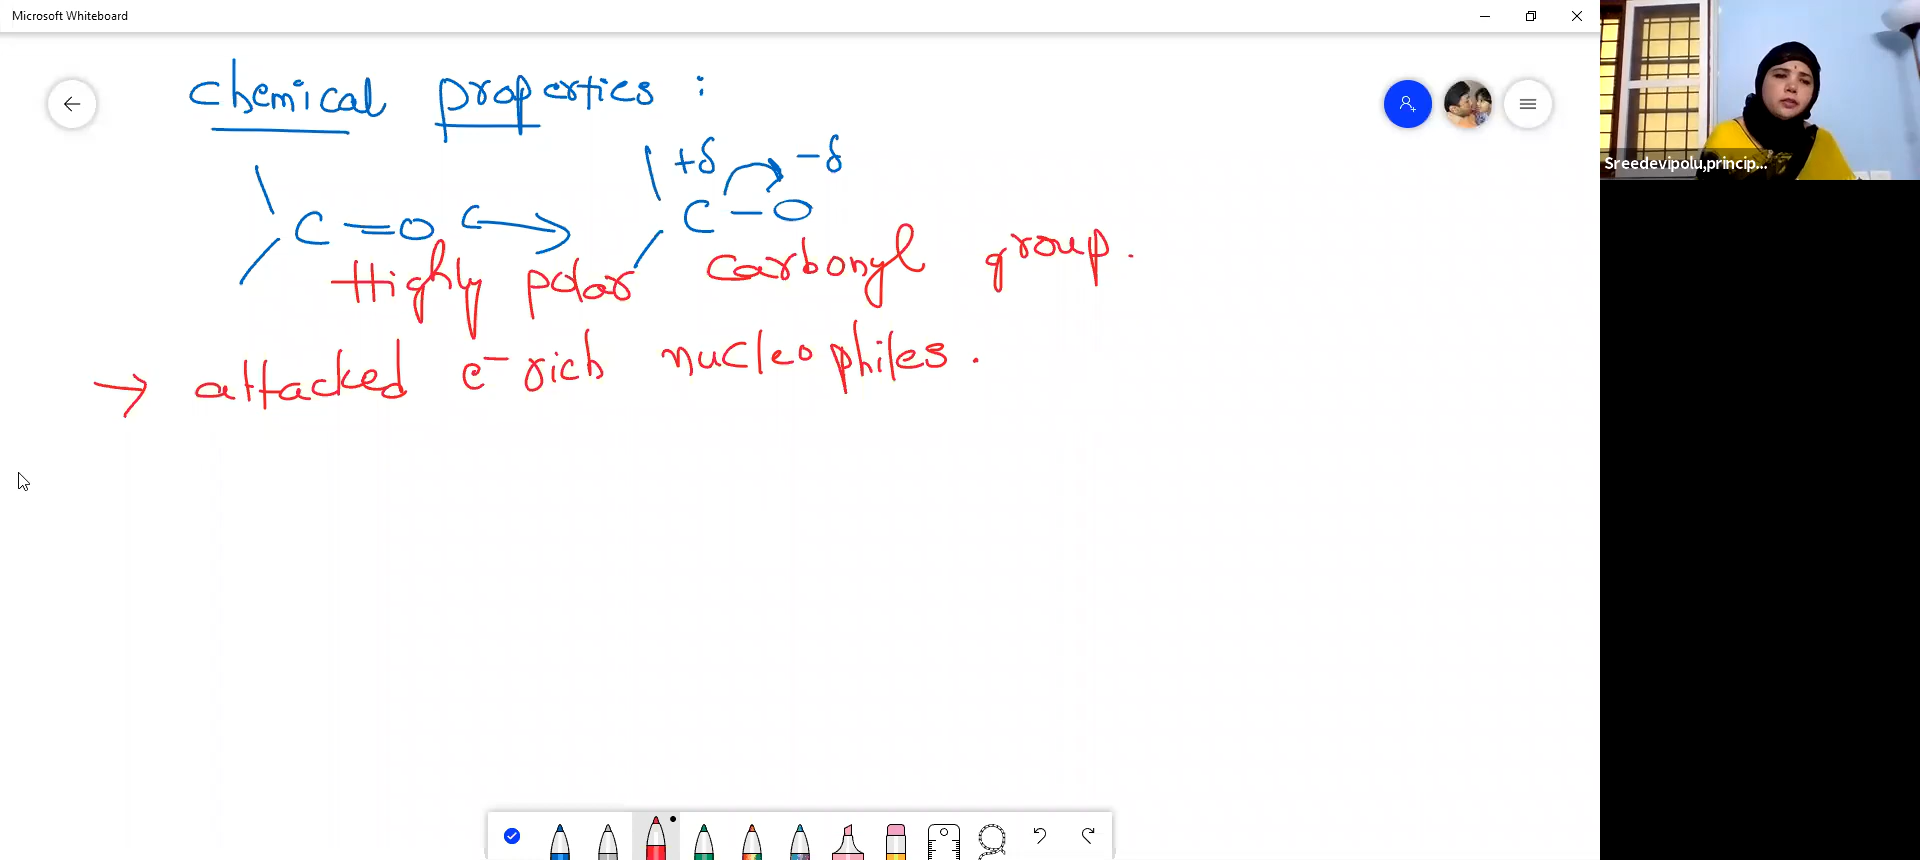 Microsoft Whiteboard
chemical properties :
+δ -δ
C = O ⟷ C - O
Highly polar carbonyl group.
→ attacked e⁻ rich nucleophiles.
Sreedevipolu,princip...